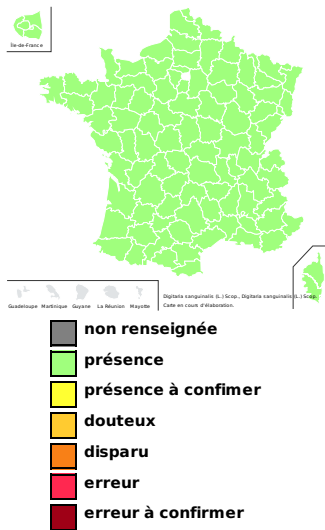 Île-de-France
Guadeloupe Martinique Guyane La Réunion Mayotte
Digitaria sanguinalis (L.) Scop., Digitaria sanguinalis (L.) Scop.
Carte en cours d'élaboration.
non renseignée
présence
présence à confimer
douteux
disparu
erreur
erreur à confirmer